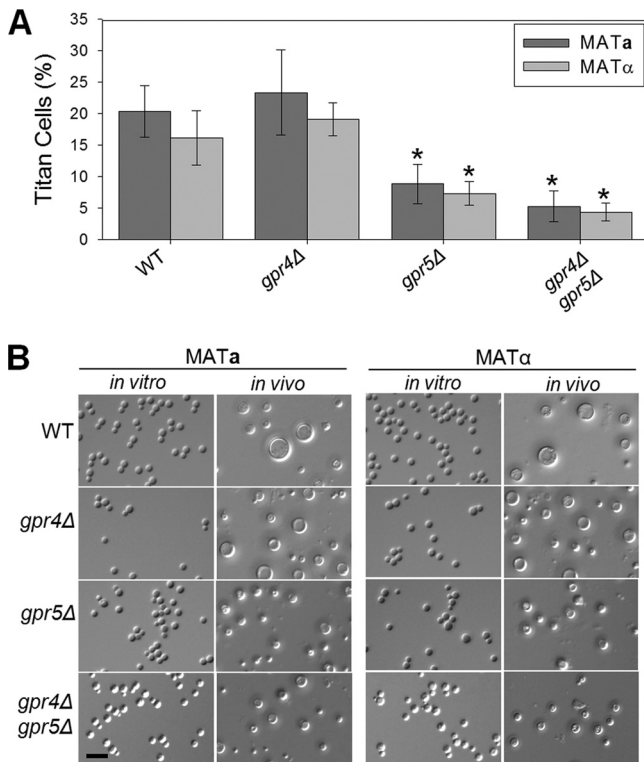 A
Titan Cells (%)
35
30
25
20
15
10
5
0
MATa
MATα
*
*
*
*
WT
gpr4Δ
gpr5Δ
gpr4Δ
gpr5Δ
B
MATa
MATα
in vitro
in vivo
in vitro
in vivo
WT
gpr4Δ
gpr5Δ
gpr4Δ
gpr5Δ